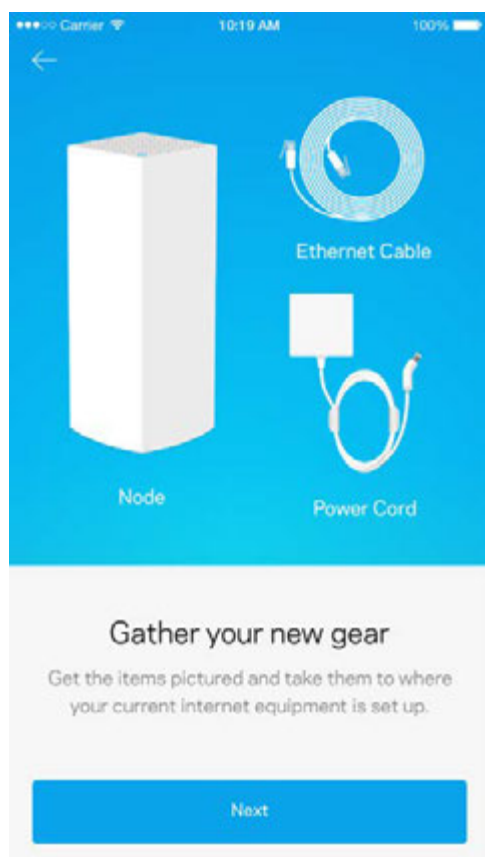 ●●●○○ Carrier 10:19 AM 100%
Ethernet Cable
Node
Power Cord
Gather your new gear
Get the items pictured and take them to where
your current internet equipment is set up.
Next